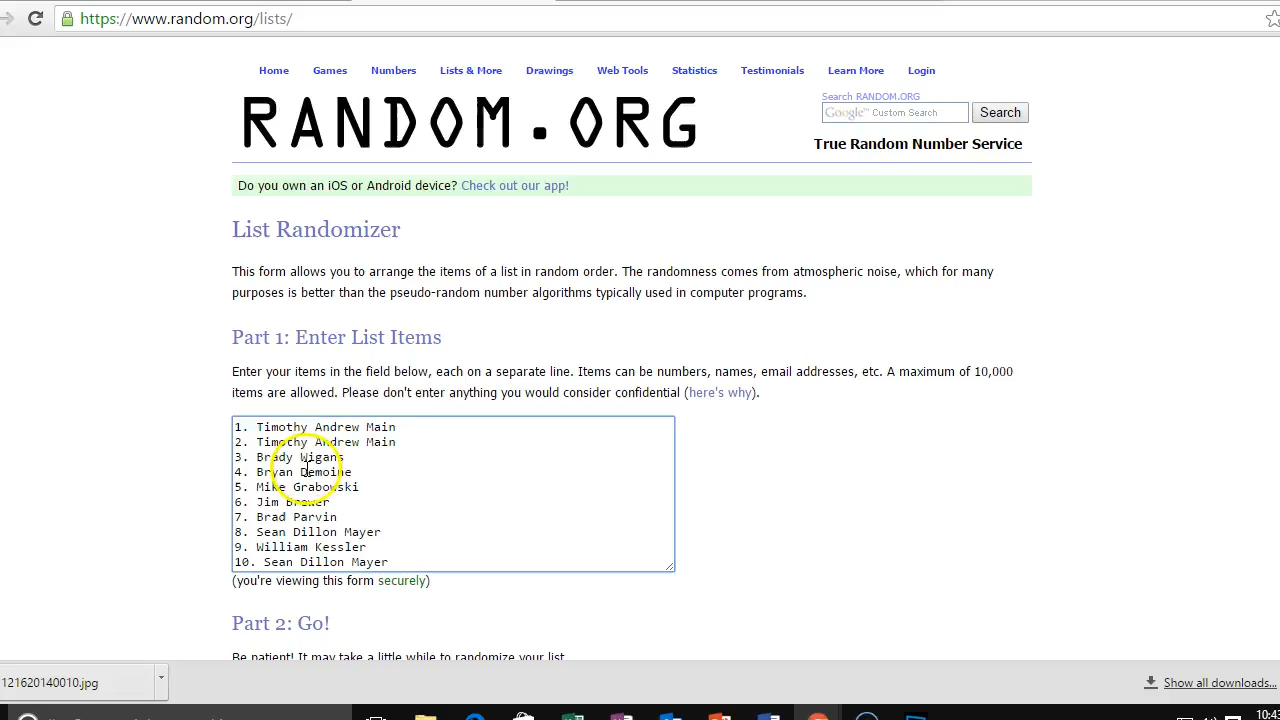 https://www.random.org/lists/
Home Games Numbers Lists & More Drawings Web Tools Statistics Testimonials Learn More Login
RANDOM.ORG
Search RANDOM.ORG
Google™ Custom Search Search
True Random Number Service
Do you own an iOS or Android device? Check out our app!
List Randomizer
This form allows you to arrange the items of a list in random order. The randomness comes from atmospheric noise, which for many
purposes is better than the pseudo-random number algorithms typically used in computer programs.
Part 1: Enter List Items
Enter your items in the field below, each on a separate line. Items can be numbers, names, email addresses, etc. A maximum of 10,000
items are allowed. Please don't enter anything you would consider confidential (here's why).
1. Timothy Andrew Main
2. Timothy Andrew Main
3. Brady Wigans
4. Bryan Demoine
5. Mike Grabowski
6. Jim Brewer
7. Brad Parvin
8. Sean Dillon Mayer
9. William Kessler
10. Sean Dillon Mayer
(you're viewing this form securely)
Part 2: Go!
Be patient! It may take a little while to randomize your list
121620140010.jpg
Show all downloads...